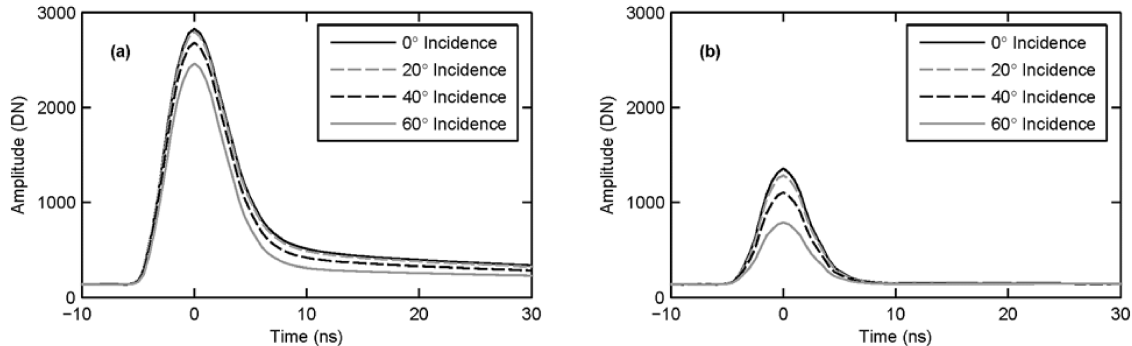 (a)
0° Incidence
20° Incidence
40° Incidence
60° Incidence
3000
2000
1000
0
Amplitude (DN)
−10
0
10
20
30
Time (ns)
(b)
0° Incidence
20° Incidence
40° Incidence
60° Incidence
3000
2000
1000
0
Amplitude (DN)
−10
0
10
20
30
Time (ns)